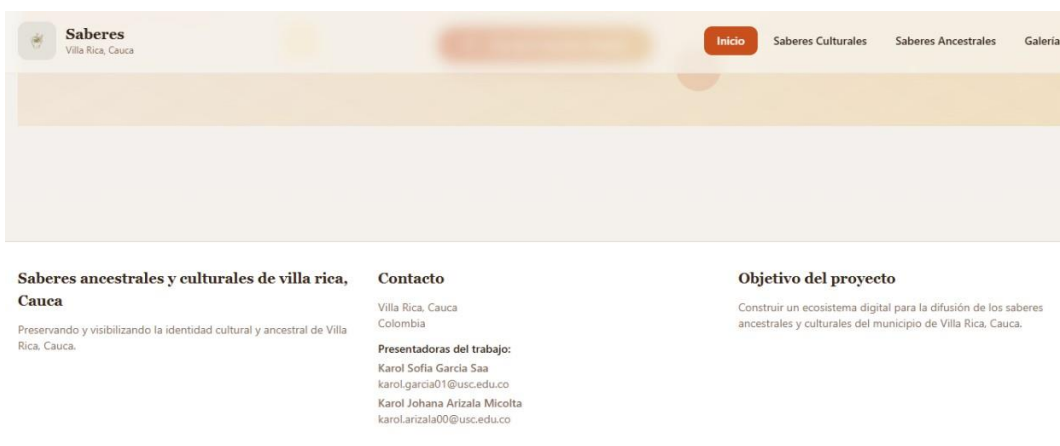 Saberes
Villa Rica, Cauca
Inicio
Saberes Culturales
Saberes Ancestrales
Galería
Saberes ancestrales y culturales de villa rica,
Cauca
Preservando y visibilizando la identidad cultural y ancestral de Villa
Rica, Cauca.
Contacto
Villa Rica, Cauca
Colombia
Presentadoras del trabajo:
Karol Sofia Garcia Saa
karol.garcia01@usc.edu.co
Karol Johana Arizala Micolta
karol.arizala00@usc.edu.co
Objetivo del proyecto
Construir un ecosistema digital para la difusión de los saberes
ancestrales y culturales del municipio de Villa Rica, Cauca.